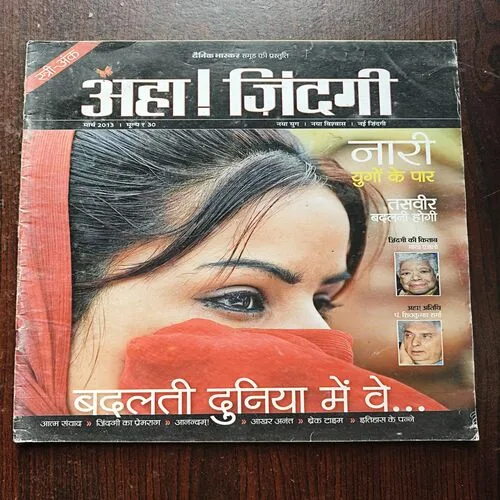 स्त्री-अंक
दैनिक भास्कर समूह की प्रस्तुति
अहा! ज़िंदगी
मार्च 2013 । मूल्य ₹ 30
नया युग । नया विश्वास । नई ज़िंदगी
नारी
युगों के पार
तसवीर
बदलनी होगी
ज़िंदगी की किताब
अहा! अतिथि
पं. शिवकुमार शर्मा
बदलती दुनिया में वे...
आत्म संवाद » ज़िंदगी का प्रेमराग » आनन्दम्! » आखर अनंत » ब्रेक टाइम » इतिहास के पन्ने